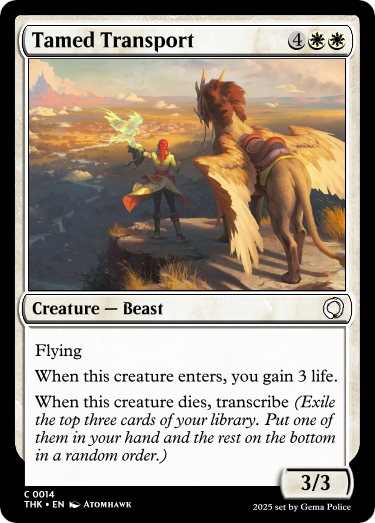 Tamed Transport 4
Creature — Beast
Flying
When this creature enters, you gain 3 life.
When this creature dies, transcribe (Exile
the top three cards of your library. Put one
of them in your hand and the rest on the bottom
in a random order.)
3/3
C 0014
THK • EN ATOMHAWK
2025 set by Gema Police